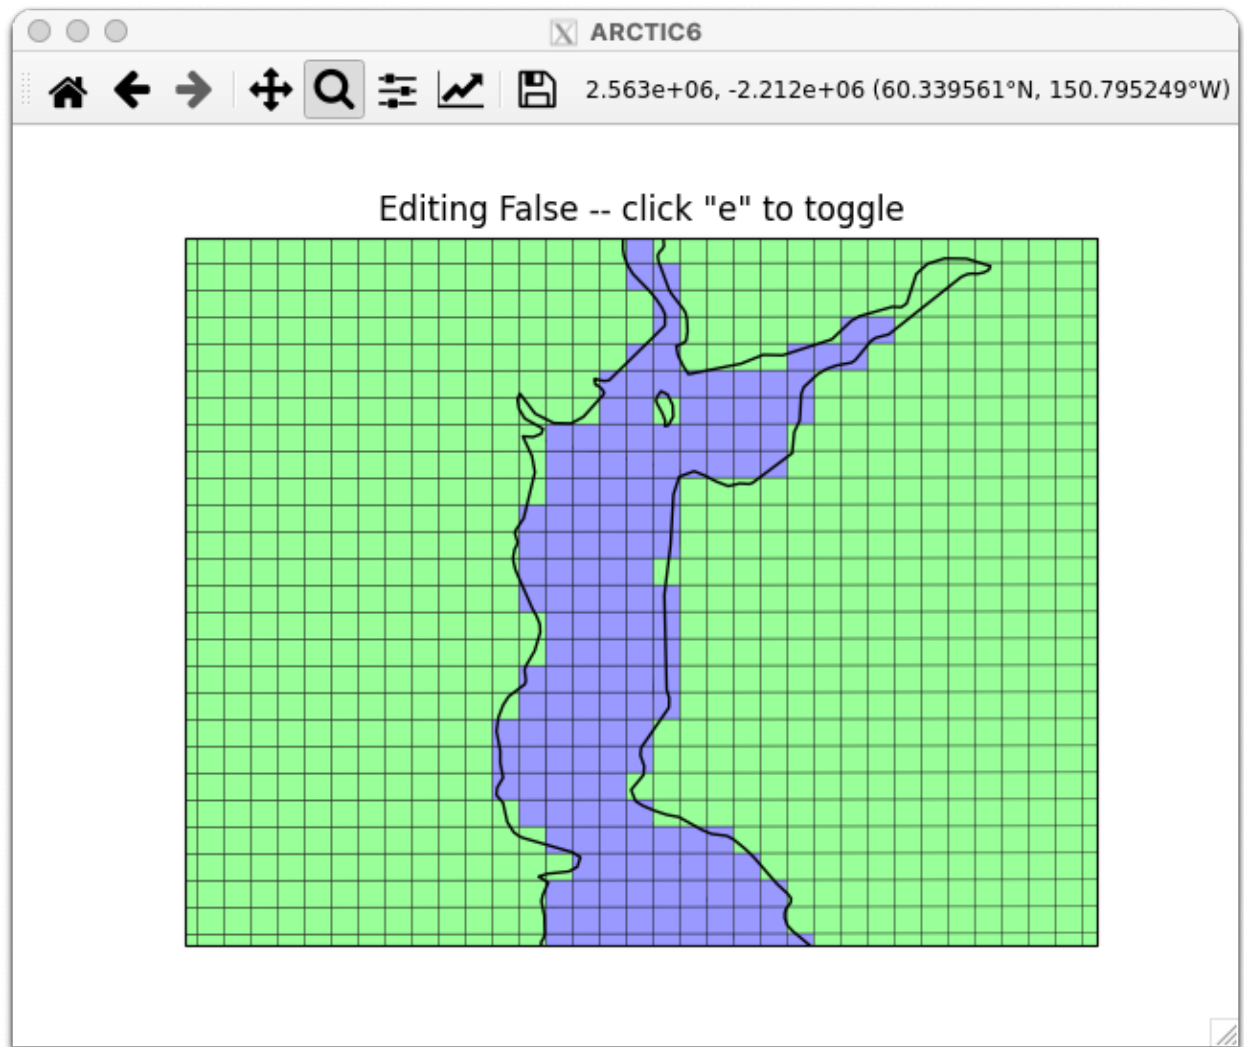 ARCTIC6
2.563e+06, -2.212e+06 (60.339561°N, 150.795249°W)
Editing False -- click "e" to toggle